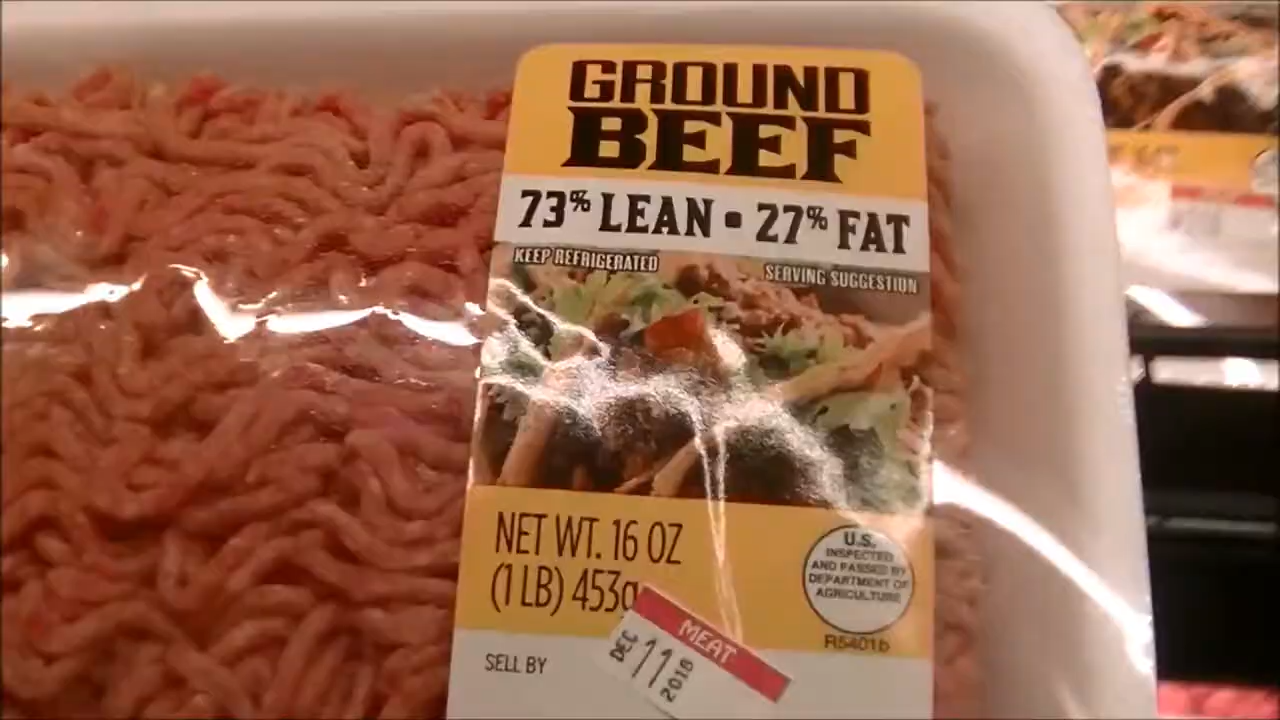 GROUND
BEEF
73% LEAN • 27% FAT
KEEP REFRIGERATED
SERVING SUGGESTION
NET WT. 16 OZ
(1 LB) 453g
U.S.
INSPECTED
AND PASSED BY
DEPARTMENT OF
AGRICULTURE
R5401b
SELL BY
MEAT
DEC 11 2018